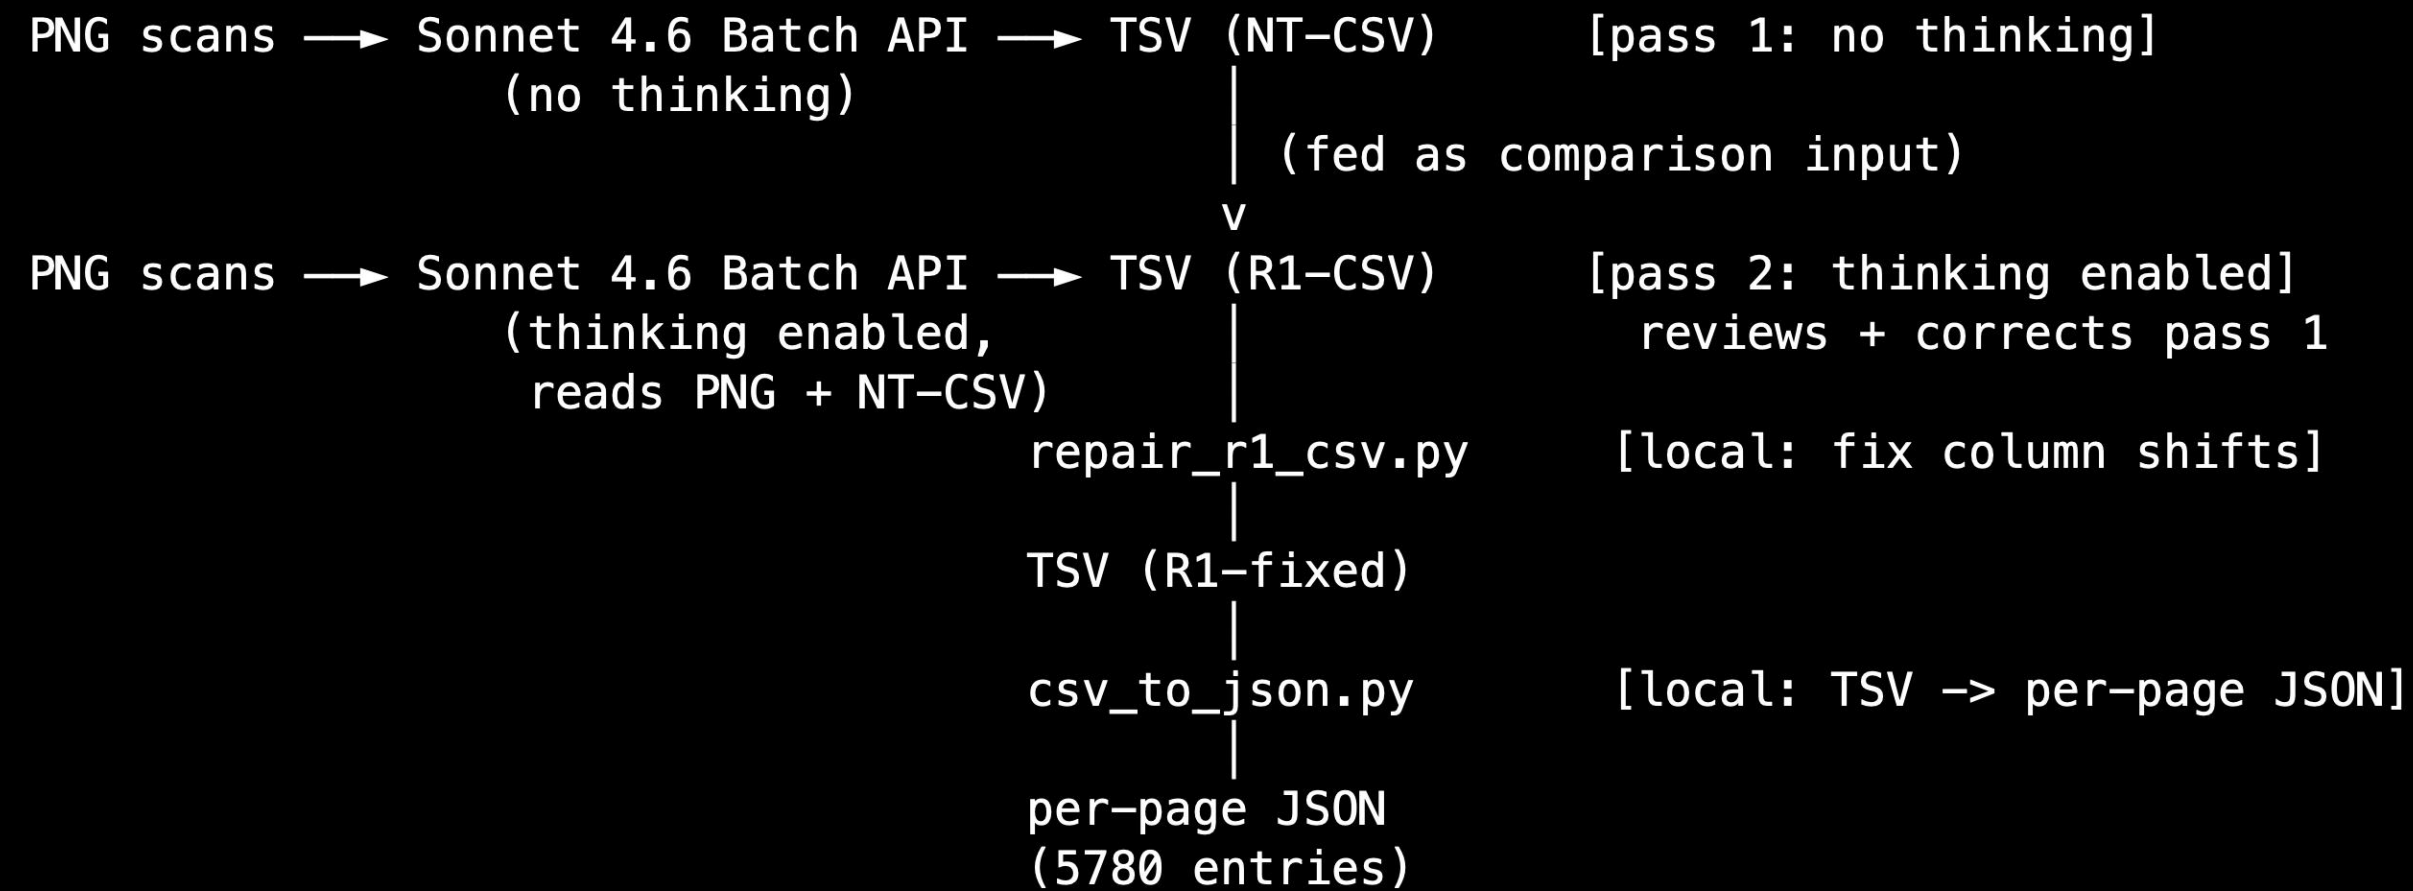 PNG scans ──► Sonnet 4.6 Batch API ──► TSV (NT-CSV) [pass 1: no thinking]
(no thinking) │
│ (fed as comparison input)
v
PNG scans ──► Sonnet 4.6 Batch API ──► TSV (R1-CSV) [pass 2: thinking enabled]
(thinking enabled, │ reviews + corrects pass 1
reads PNG + NT-CSV) │
repair_r1_csv.py [local: fix column shifts]
│
TSV (R1-fixed)
│
csv_to_json.py [local: TSV -> per-page JSON]
│
per-page JSON
(5780 entries)